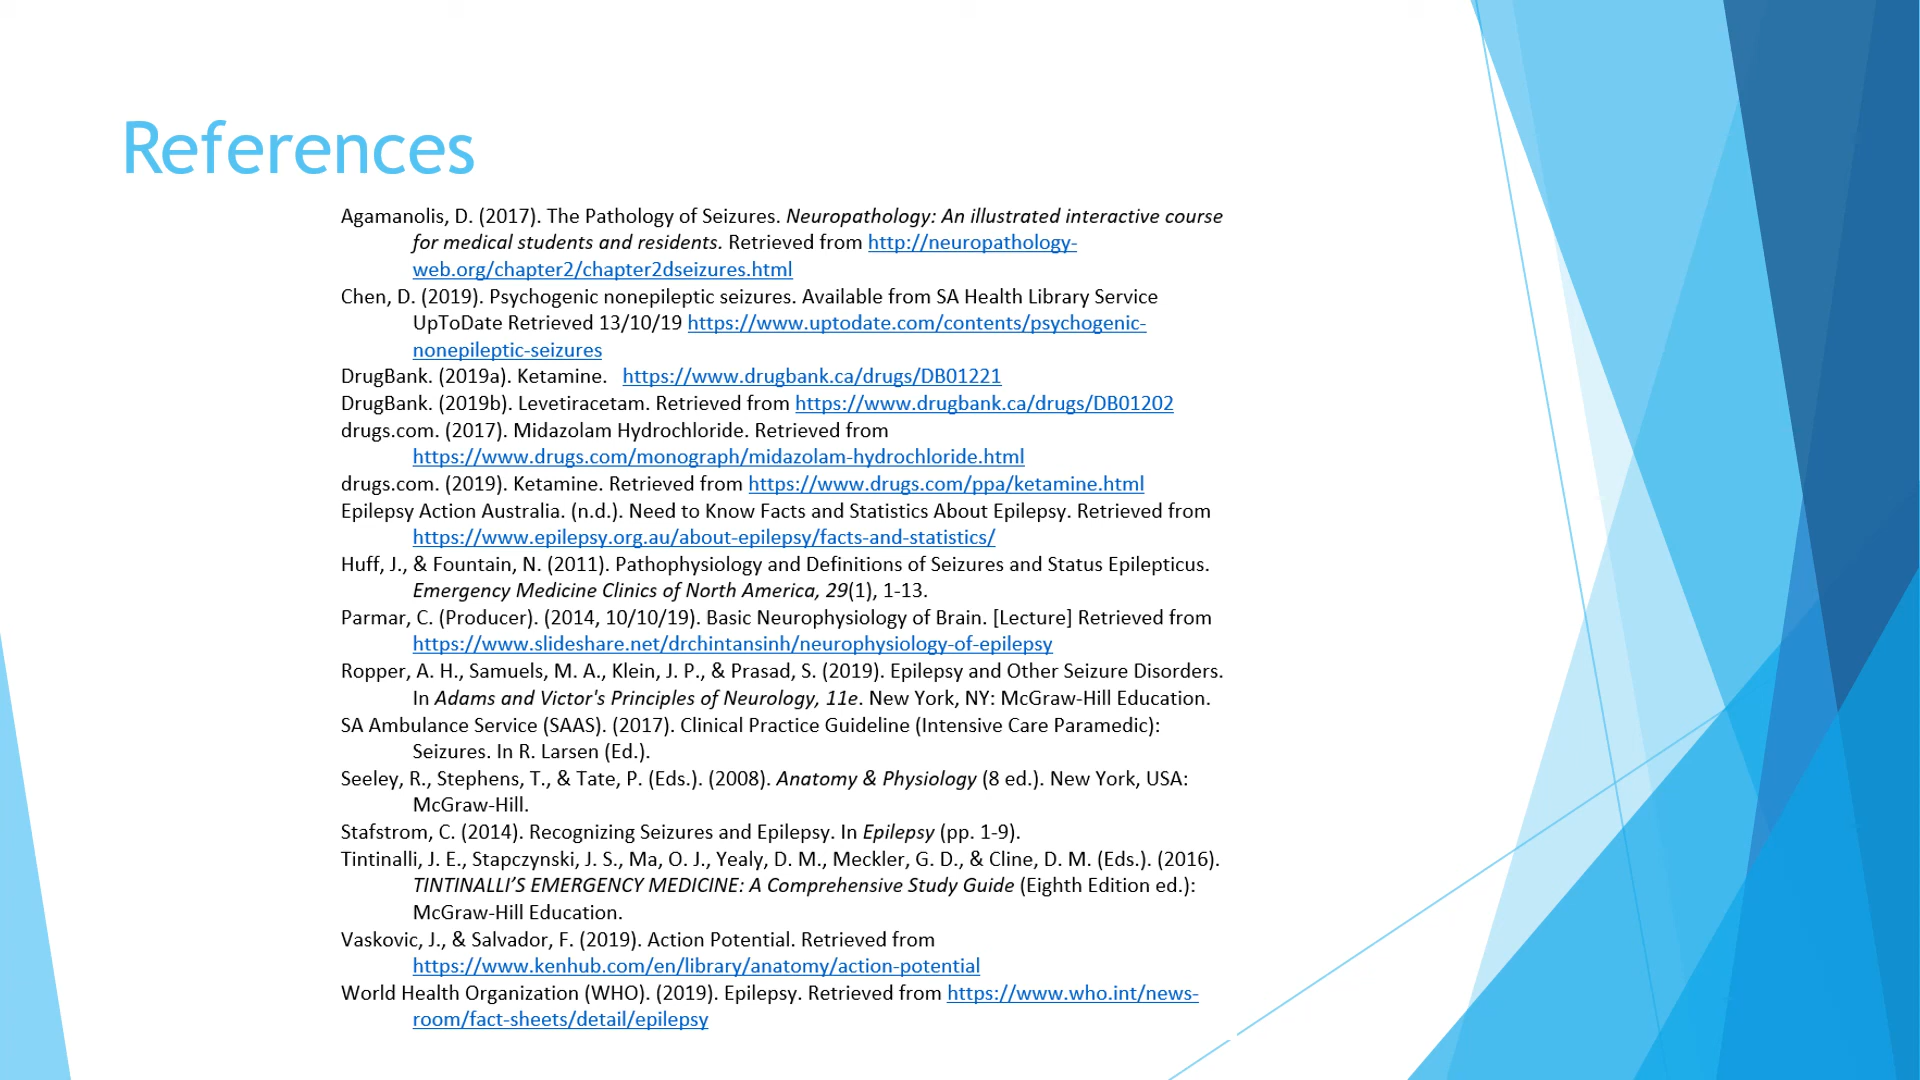 References
Agamanolis, D. (2017). The Pathology of Seizures. Neuropathology: An illustrated interactive course
for medical students and residents. Retrieved from http://neuropathology-
web.org/chapter2/chapter2dseizures.html
Chen, D. (2019). Psychogenic nonepileptic seizures. Available from SA Health Library Service
UpToDate Retrieved 13/10/19 https://www.uptodate.com/contents/psychogenic-
nonepileptic-seizures
DrugBank. (2019a). Ketamine. https://www.drugbank.ca/drugs/DB01221
DrugBank. (2019b). Levetiracetam. Retrieved from https://www.drugbank.ca/drugs/DB01202
drugs.com. (2017). Midazolam Hydrochloride. Retrieved from
https://www.drugs.com/monograph/midazolam-hydrochloride.html
drugs.com. (2019). Ketamine. Retrieved from https://www.drugs.com/ppa/ketamine.html
Epilepsy Action Australia. (n.d.). Need to Know Facts and Statistics About Epilepsy. Retrieved from
https://www.epilepsy.org.au/about-epilepsy/facts-and-statistics/
Huff, J., & Fountain, N. (2011). Pathophysiology and Definitions of Seizures and Status Epilepticus.
Emergency Medicine Clinics of North America, 29(1), 1-13.
Parmar, C. (Producer). (2014, 10/10/19). Basic Neurophysiology of Brain. [Lecture] Retrieved from
https://www.slideshare.net/drchintansinh/neurophysiology-of-epilepsy
Ropper, A. H., Samuels, M. A., Klein, J. P., & Prasad, S. (2019). Epilepsy and Other Seizure Disorders.
In Adams and Victor's Principles of Neurology, 11e. New York, NY: McGraw-Hill Education.
SA Ambulance Service (SAAS). (2017). Clinical Practice Guideline (Intensive Care Paramedic):
Seizures. In R. Larsen (Ed.).
Seeley, R., Stephens, T., & Tate, P. (Eds.). (2008). Anatomy & Physiology (8 ed.). New York, USA:
McGraw-Hill.
Stafstrom, C. (2014). Recognizing Seizures and Epilepsy. In Epilepsy (pp. 1-9).
Tintinalli, J. E., Stapczynski, J. S., Ma, O. J., Yealy, D. M., Meckler, G. D., & Cline, D. M. (Eds.). (2016).
TINTINALLI’S EMERGENCY MEDICINE: A Comprehensive Study Guide (Eighth Edition ed.):
McGraw-Hill Education.
Vaskovic, J., & Salvador, F. (2019). Action Potential. Retrieved from
https://www.kenhub.com/en/library/anatomy/action-potential
World Health Organization (WHO). (2019). Epilepsy. Retrieved from https://www.who.int/news-
room/fact-sheets/detail/epilepsy